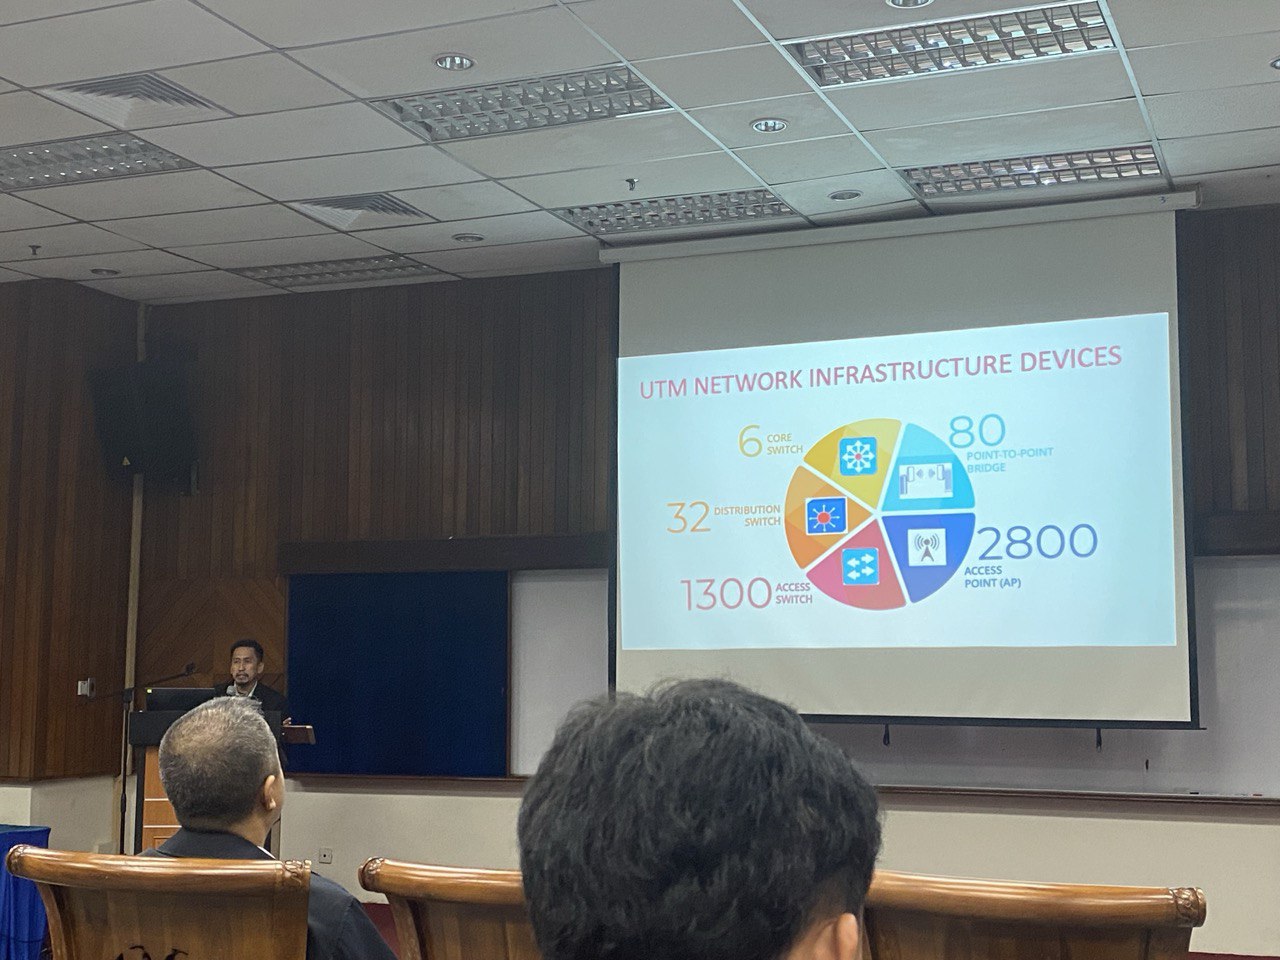 UTM NETWORK INFRASTRUCTURE DEVICES
6 CORE
SWITCH
80
POINT-TO-POINT
BRIDGE
32 DISTRIBUTION
SWITCH
2800
ACCESS
POINT (AP)
1300 ACCESS
SWITCH